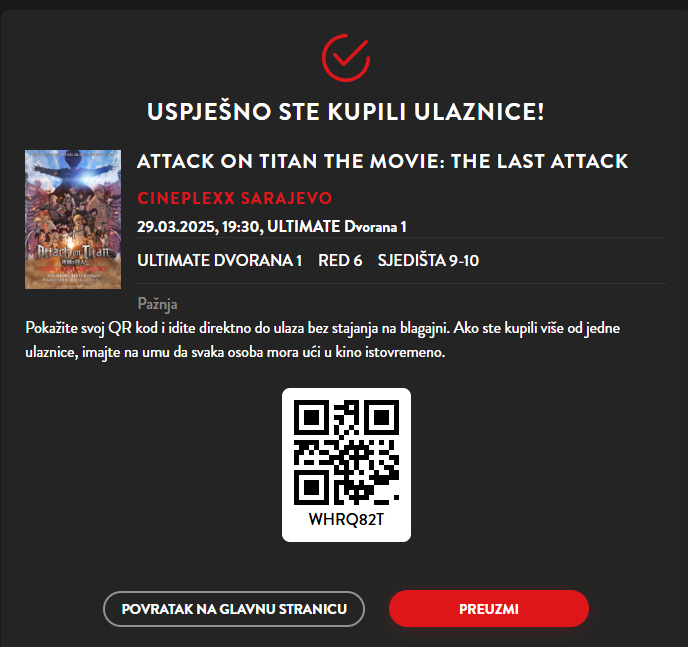 USPJEŠNO STE KUPILI ULAZNICE!
ATTACK ON TITAN THE MOVIE: THE LAST ATTACK
CINEPLEXX SARAJEVO
29.03.2025, 19:30, ULTIMATE Dvorana 1
ULTIMATE DVORANA 1 RED 6 SJEDIŠTA 9-10
Attack on Titan
Pažnja
Pokažite svoj QR kod i idite direktno do ulaza bez stajanja na blagajni. Ako ste kupili više od jedne
ulaznice, imajte na umu da svaka osoba mora ući u kino istovremeno.
WHRQ82T
POVRATAK NA GLAVNU STRANICU
PREUZMI